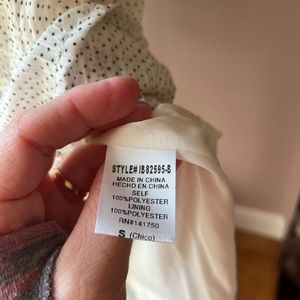 STYLE# IB82595-B
MADE IN CHINA
HECHO EN CHINA
SELF
100%POLYESTER
LINING
100%POLYESTER
RN#141750
S (Chico)